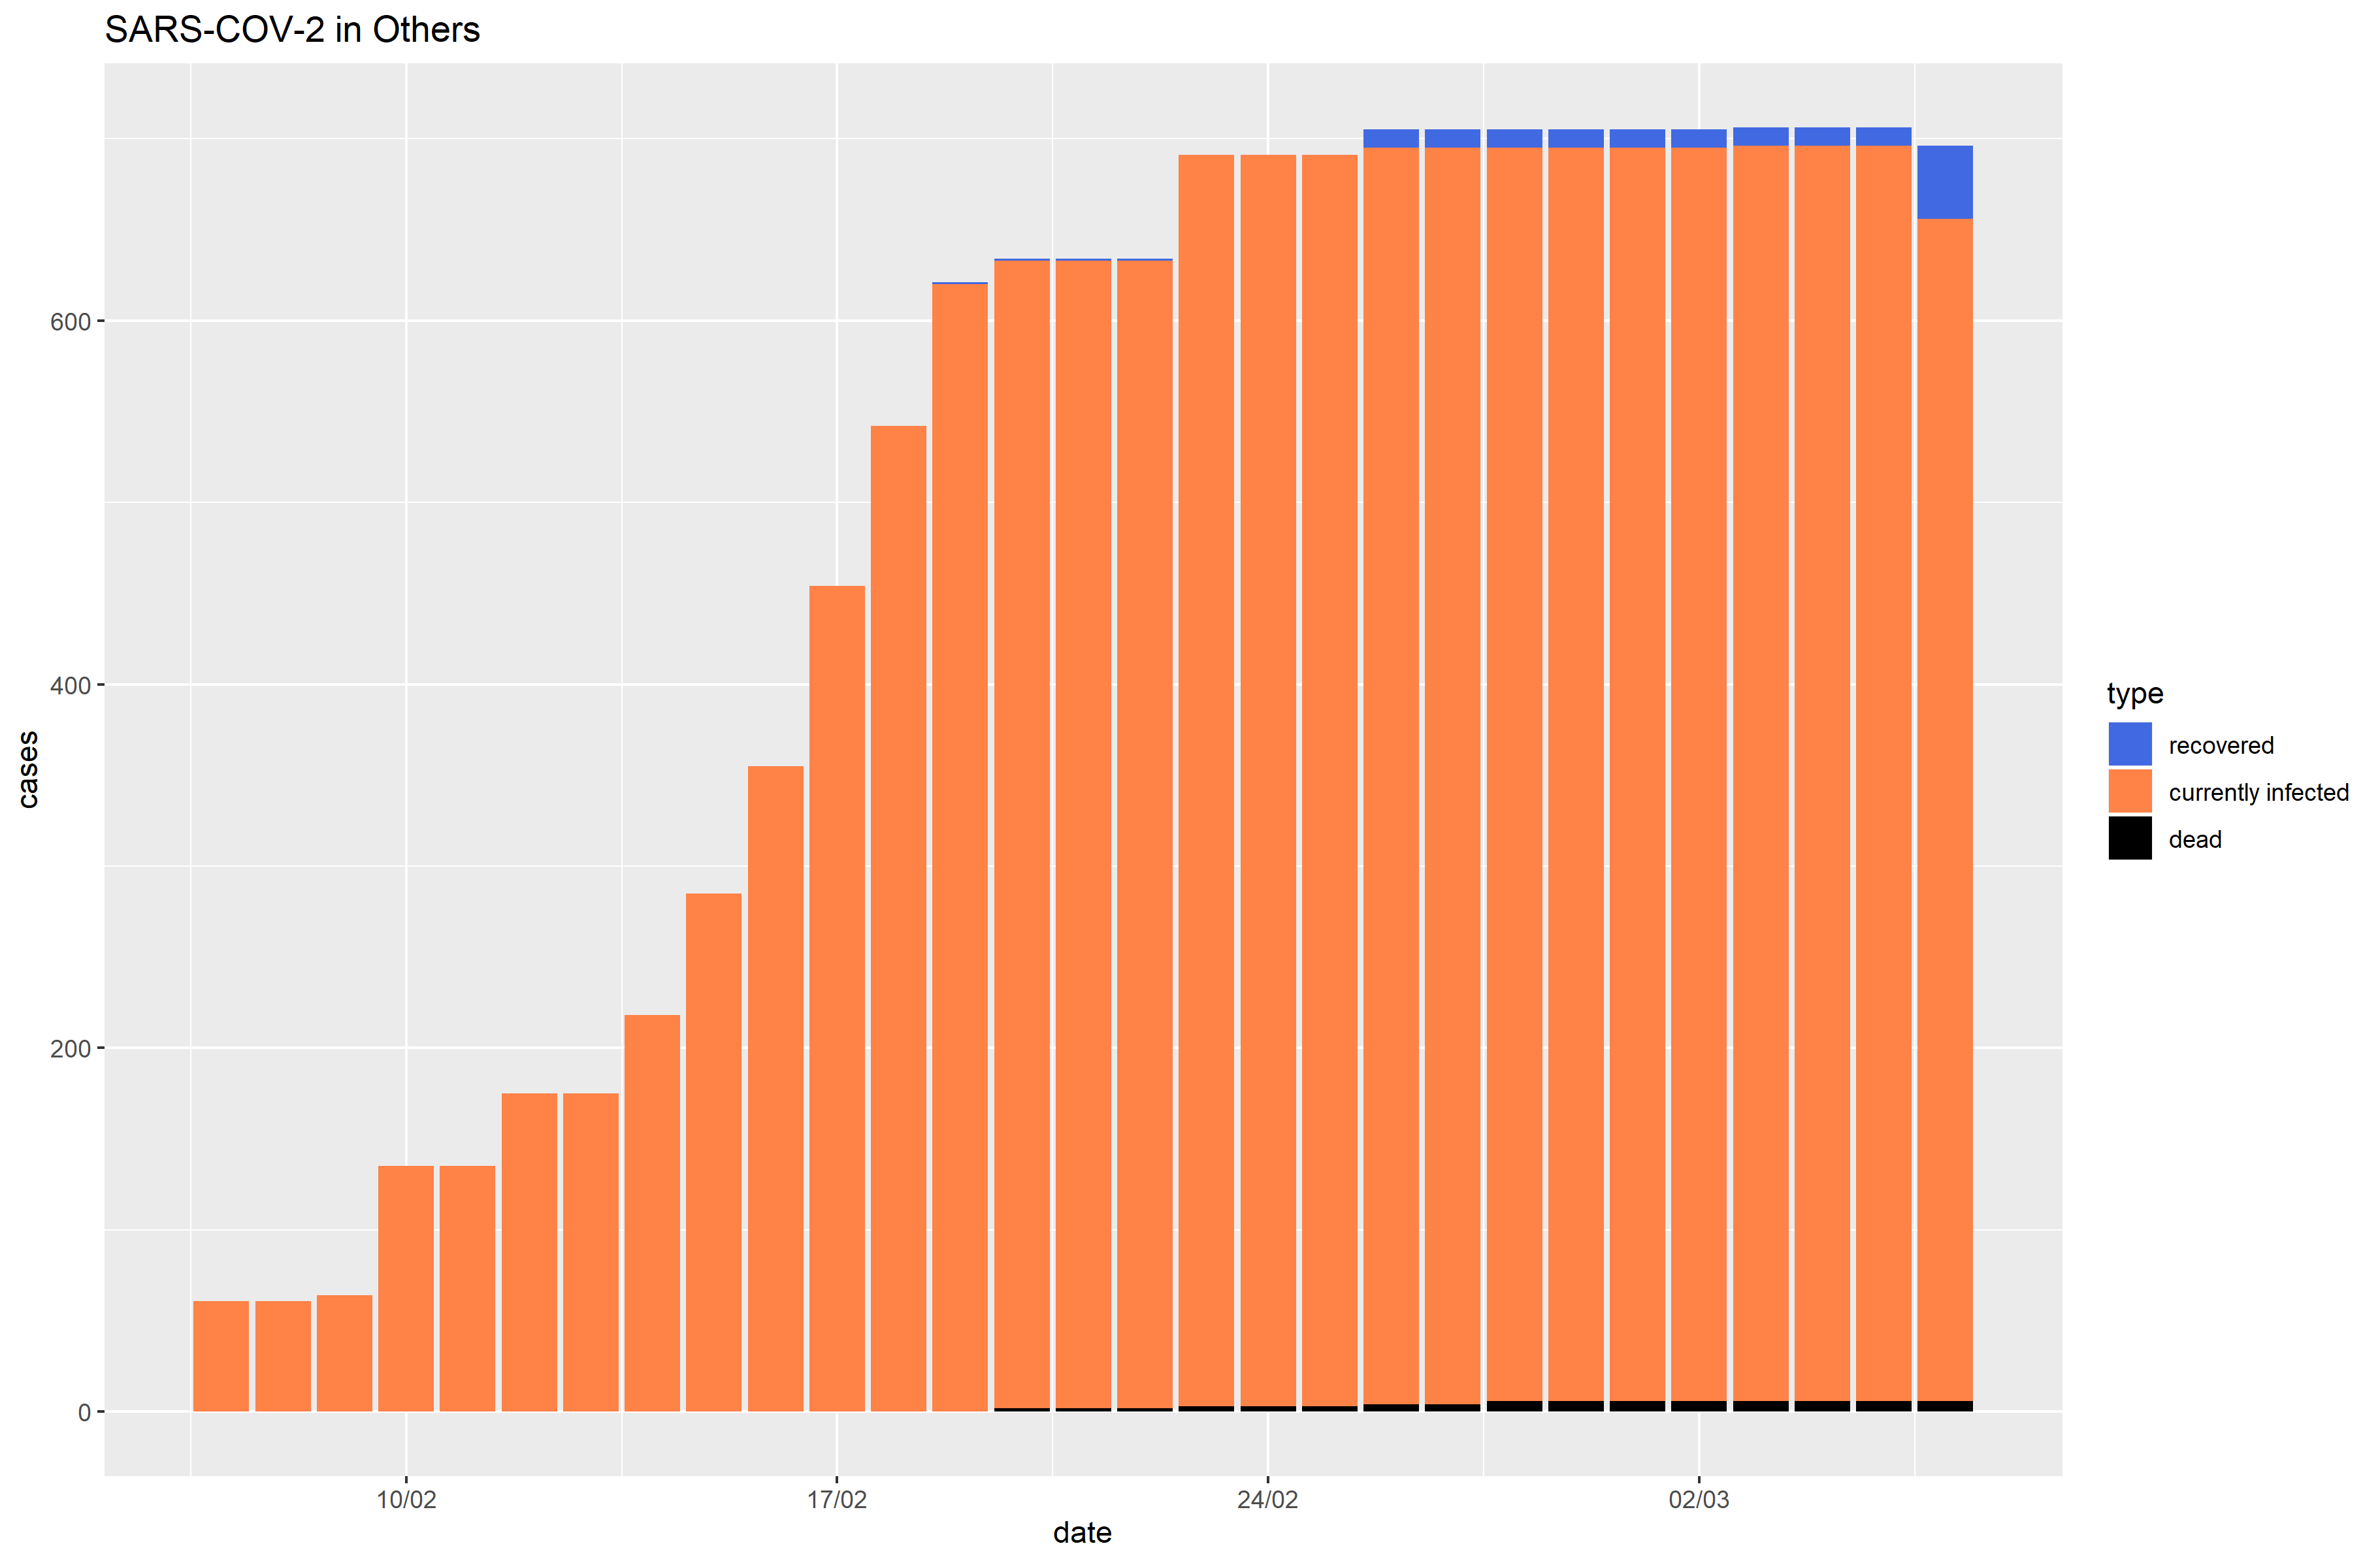 SARS-COV-2 in Others
cases
600
400
200
0
10/02
17/02
24/02
02/03
date
type
recovered
currently infected
dead